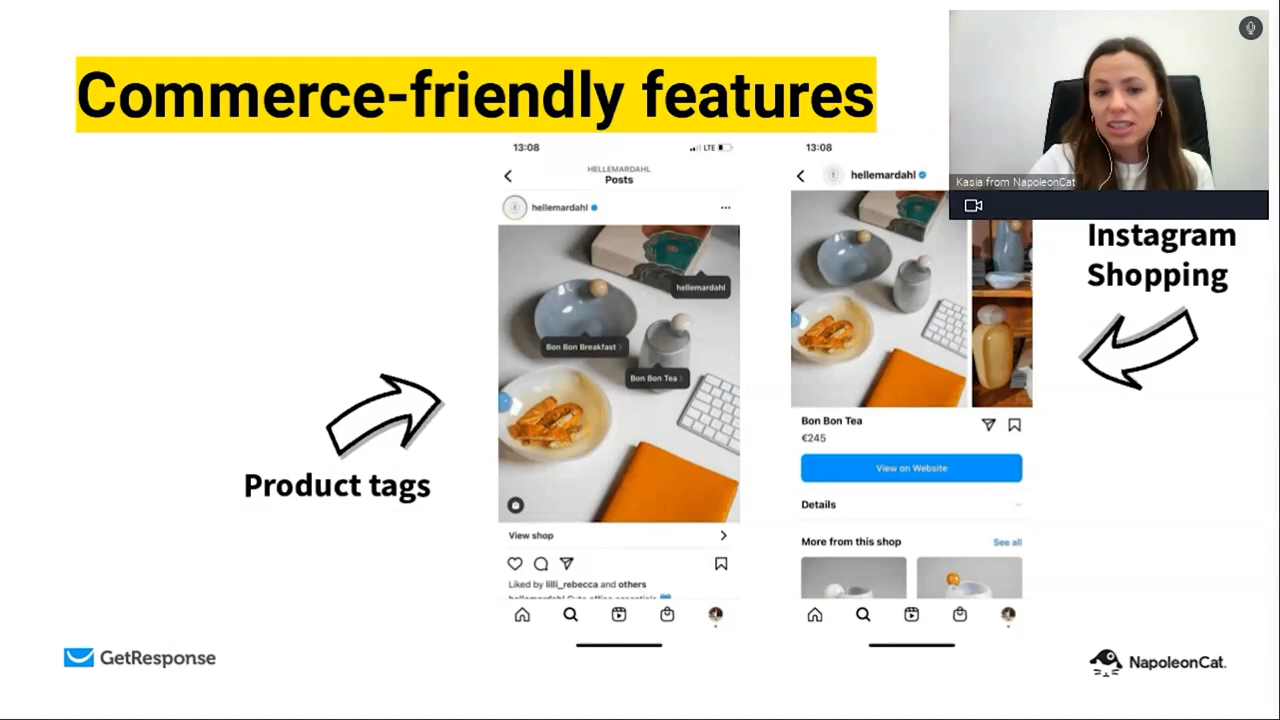 Commerce-friendly features
Kasia from NapoleonCat
13:08
LTE
HELLEMARDAHL
Posts
hellemardahl
hellemardahl
Bon Bon Breakfast
Bon Bon Tea
View shop
Liked by lilli_rebecca and others
13:08
hellemardahl
Bon Bon Tea
€245
View on Website
Details
More from this shop
See all
Product tags
Instagram
Shopping
GetResponse
NapoleonCat.